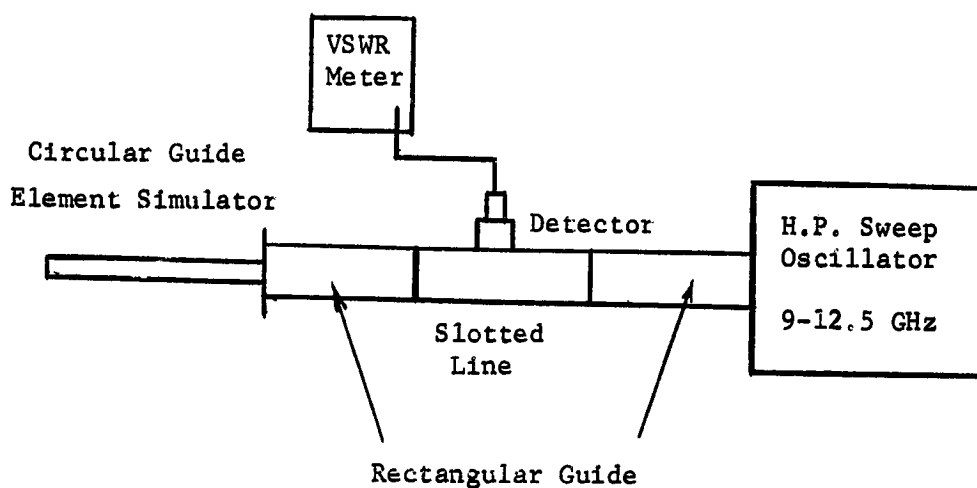 VSWR
Meter
Circular Guide
Element Simulator
Detector
H.P. Sweep
Oscillator
9-12.5 GHz
Slotted
Line
Rectangular Guide